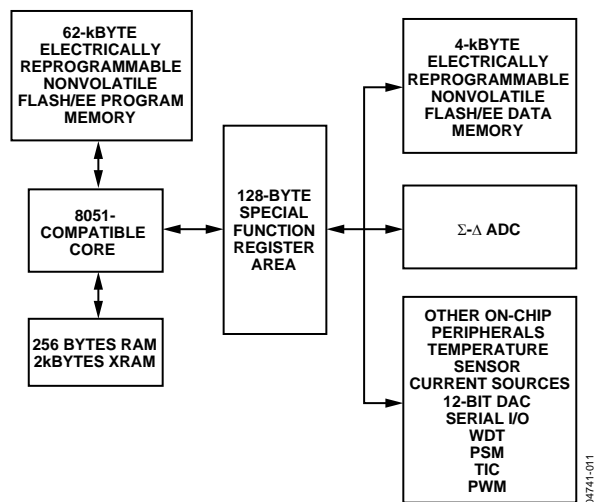 62-kBYTE
ELECTRICALLY
REPROGRAMMABLE
NONVOLATILE
FLASH/EE PROGRAM
MEMORY
8051-
COMPATIBLE
CORE
256 BYTES RAM
2kBYTES XRAM
128-BYTE
SPECIAL
FUNCTION
REGISTER
AREA
4-kBYTE
ELECTRICALLY
REPROGRAMMABLE
NONVOLATILE
FLASH/EE DATA
MEMORY
Σ-Δ ADC
OTHER ON-CHIP
PERIPHERALS
TEMPERATURE
SENSOR
CURRENT SOURCES
12-BIT DAC
SERIAL I/O
WDT
PSM
TIC
PWM
04741-011